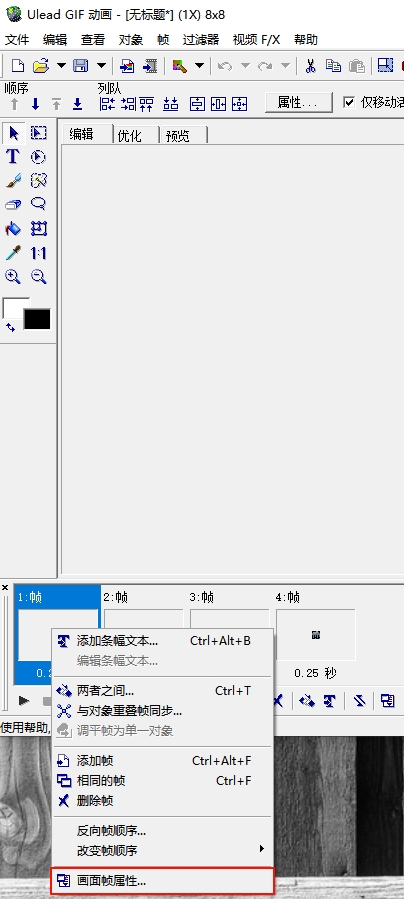 Ulead GIF 动画 - [无标题*] (1X) 8x8
文件 编辑 查看 对象 帧 过滤器 视频 F/X 帮助
顺序 列队
属性... 仅移动活
编辑 优化 预览
T
1:1
1:帧 2:帧 3:帧 4:帧
0.2 0.25 秒
使用帮助,
添加条幅文本... Ctrl+Alt+B
编辑条幅文本...
两者之间... Ctrl+T
与对象重叠帧同步...
调平帧为单一对象
添加帧 Ctrl+Alt+F
相同的帧 Ctrl+F
删除帧
反向帧顺序...
改变帧顺序
画面帧属性...